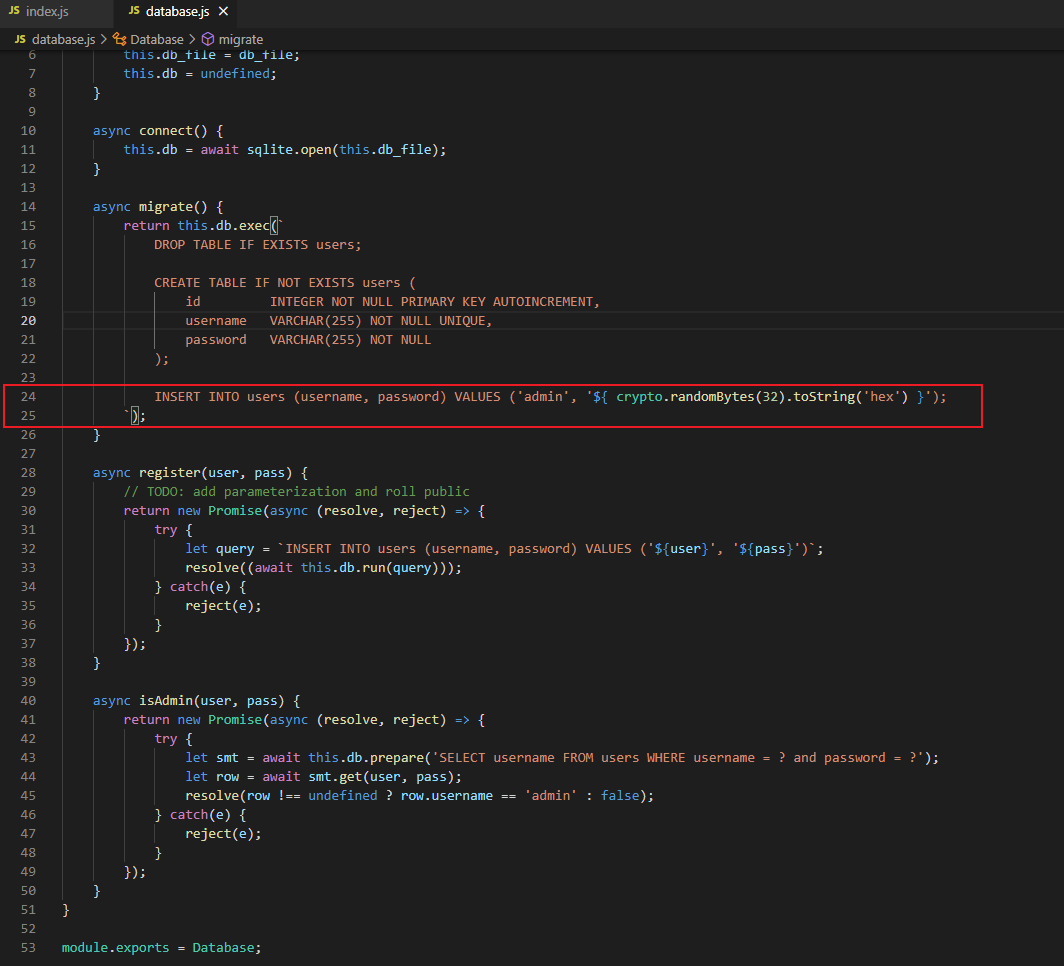 JS index.js JS database.js ×
JS database.js > Database > migrate
6 this.db_file = db_file;
7 this.db = undefined;
8 }
9
10 async connect() {
11 this.db = await sqlite.open(this.db_file);
12 }
13
14 async migrate() {
15 return this.db.exec(`
16 DROP TABLE IF EXISTS users;
17
18 CREATE TABLE IF NOT EXISTS users (
19 id INTEGER NOT NULL PRIMARY KEY AUTOINCREMENT,
20 username VARCHAR(255) NOT NULL UNIQUE,
21 password VARCHAR(255) NOT NULL
22 );
23
24 INSERT INTO users (username, password) VALUES ('admin', '${ crypto.randomBytes(32).toString('hex') }');
25 `);
26 }
27
28 async register(user, pass) {
29 // TODO: add parameterization and roll public
30 return new Promise(async (resolve, reject) => {
31 try {
32 let query = `INSERT INTO users (username, password) VALUES ('${user}', '${pass}')`;
33 resolve((await this.db.run(query)));
34 } catch(e) {
35 reject(e);
36 }
37 });
38 }
39
40 async isAdmin(user, pass) {
41 return new Promise(async (resolve, reject) => {
42 try {
43 let smt = await this.db.prepare('SELECT username FROM users WHERE username = ? and password = ?');
44 let row = await smt.get(user, pass);
45 resolve(row !== undefined ? row.username == 'admin' : false);
46 } catch(e) {
47 reject(e);
48 }
49 });
50 }
51 }
52
53 module.exports = Database;